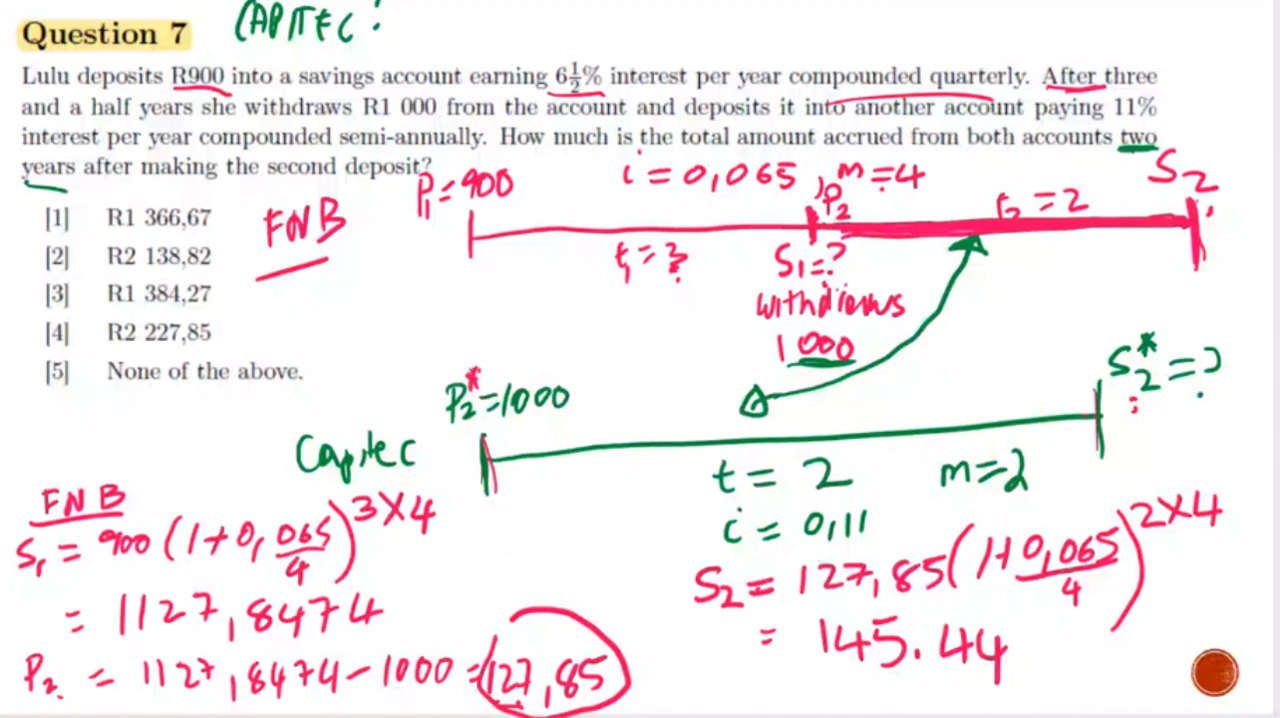 CAPITEC :
Question 7
Lulu deposits R900 into a savings account earning 6½% interest per year compounded quarterly. After three
and a half years she withdraws R1 000 from the account and deposits it into another account paying 11%
interest per year compounded semi-annually. How much is the total amount accrued from both accounts two
years after making the second deposit?
[1] R1 366,67
[2] R2 138,82
[3] R1 384,27
[4] R2 227,85
[5] None of the above.
FNB
P₁ = 900
i = 0,065, m = 4
P₂
t₂ = 2
S₂
t₁ = ?
S₁ = ?
withdraws
1 000
P₂* = 1000
S₂* = ?
Capitec
t = 2 m = 2
i = 0,11
FNB
S₁ = 900 (1 + 0,065/4)^3×4
= 1127,8474
P₂ = 1127,8474 - 1000 = 127,85
S₂ = 127,85 (1 + 0,065/4)^2×4
= 145.44